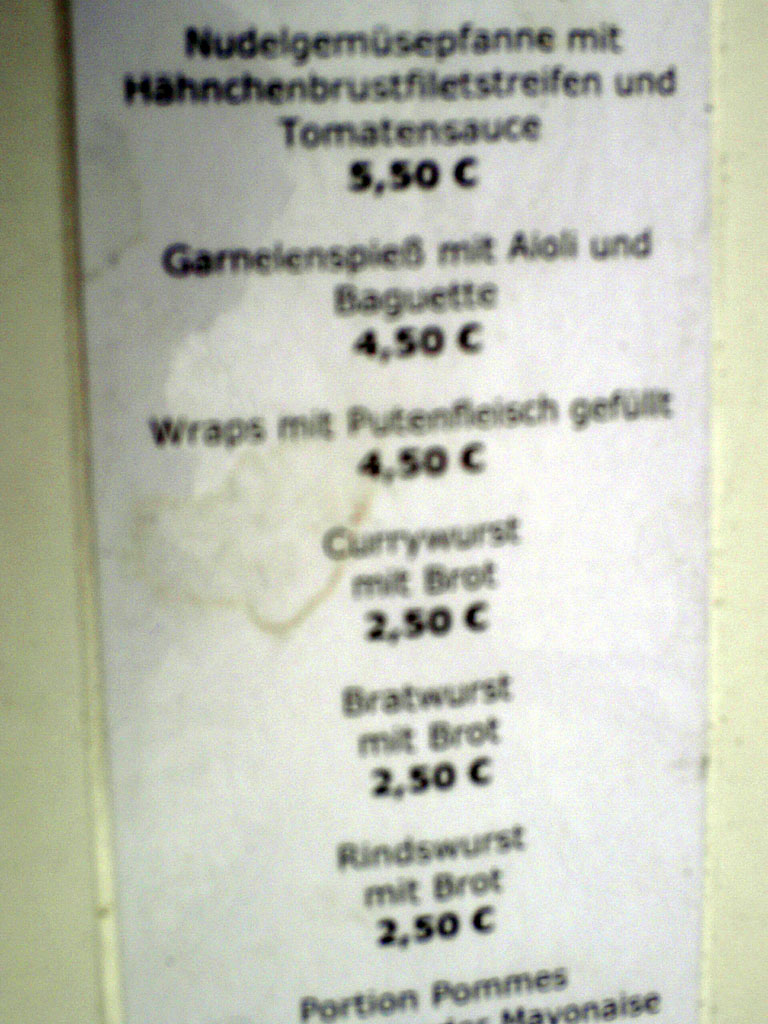 Nudelgemüsepfanne mit
Hähnchenbrustfiletstreifen und
Tomatensauce
5,50 €
Garnelenspieß mit Aioli und
Baguette
4,50 €
Wraps mit Putenfleisch gefüllt
4,50 €
Currywurst
mit Brot
2,50 €
Bratwurst
mit Brot
2,50 €
Rindswurst
mit Brot
2,50 €
Portion Pommes
Mayonaise